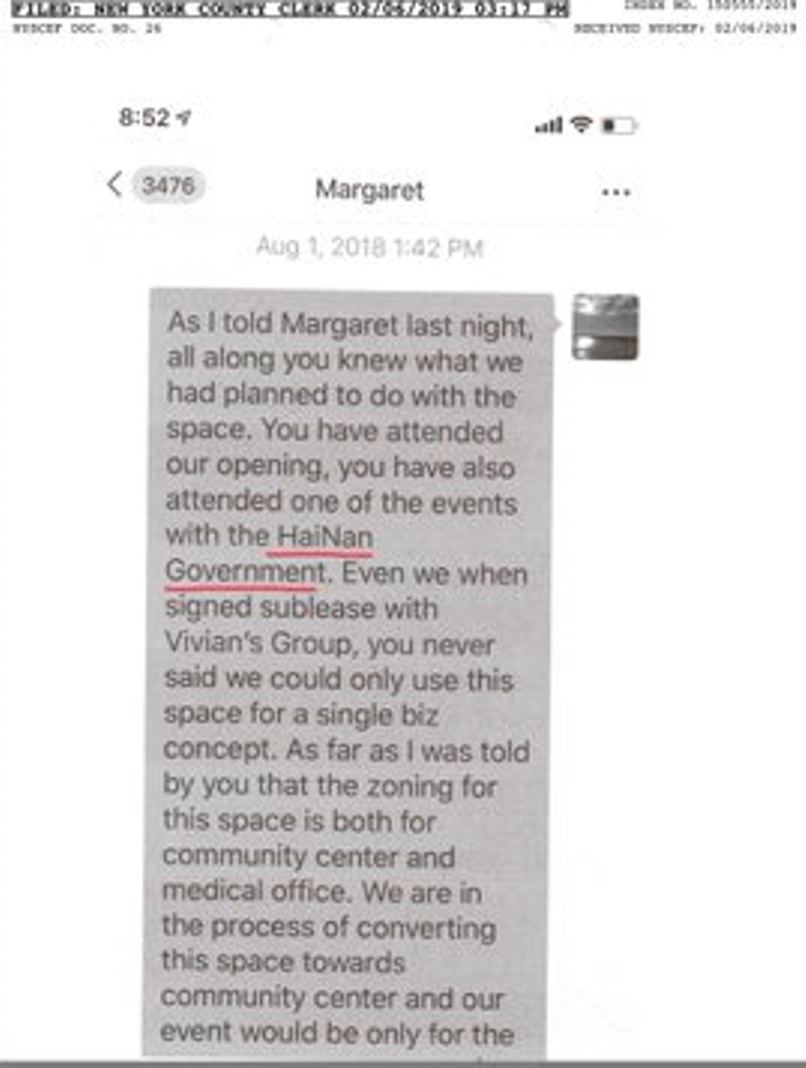 FILED: NEW YORK COUNTY CLERK 02/06/2019 03:17 PM
INDEX NO. 150555/2019
NYSCEF DOC. NO. 26
RECEIVED NYSCEF: 02/06/2019
8:52
3476
Margaret
...
Aug 1, 2018 1:42 PM
As I told Margaret last night,
all along you knew what we
had planned to do with the
space. You have attended
our opening, you have also
attended one of the events
with the HaiNan
Government. Even we when
signed sublease with
Vivian's Group, you never
said we could only use this
space for a single biz
concept. As far as I was told
by you that the zoning for
this space is both for
community center and
medical office. We are in
the process of converting
this space towards
community center and our
event would be only for the